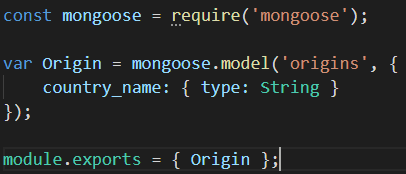 const mongoose = require('mongoose');
var Origin = mongoose.model('origins', {
country_name: { type: String }
});
module.exports = { Origin };